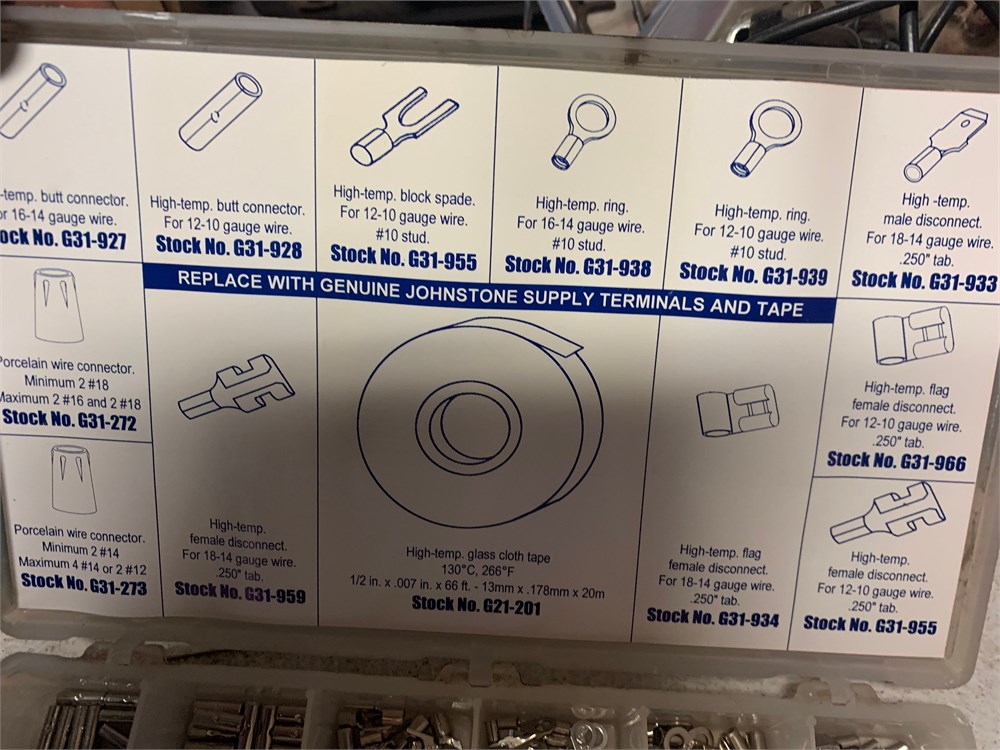 -temp. butt connector.
or 16-14 gauge wire.
ock No. G31-927
High-temp. butt connector.
For 12-10 gauge wire.
Stock No. G31-928
High-temp. block spade.
For 12-10 gauge wire.
#10 stud.
Stock No. G31-955
High-temp. ring.
For 16-14 gauge wire.
#10 stud.
Stock No. G31-938
High-temp. ring.
For 12-10 gauge wire.
#10 stud.
Stock No. G31-939
High -temp.
male disconnect.
For 18-14 gauge wire.
.250" tab.
Stock No. G31-933
REPLACE WITH GENUINE JOHNSTONE SUPPLY TERMINALS AND TAPE
Porcelain wire connector.
Minimum 2 #18
Maximum 2 #16 and 2 #18
Stock No. G31-272
Porcelain wire connector.
Minimum 2 #14
Maximum 4 #14 or 2 #12
Stock No. G31-273
High-temp.
female disconnect.
For 18-14 gauge wire.
.250" tab.
Stock No. G31-959
High-temp. glass cloth tape
130°C, 266°F
1/2 in. x .007 in. x 66 ft. - 13mm x .178mm x 20m
Stock No. G21-201
High-temp. flag
female disconnect.
For 18-14 gauge wire.
.250" tab.
Stock No. G31-934
High-temp. flag
female disconnect.
For 12-10 gauge wire.
.250" tab.
Stock No. G31-966
High-temp.
female disconnect.
For 12-10 gauge wire.
.250" tab.
Stock No. G31-955